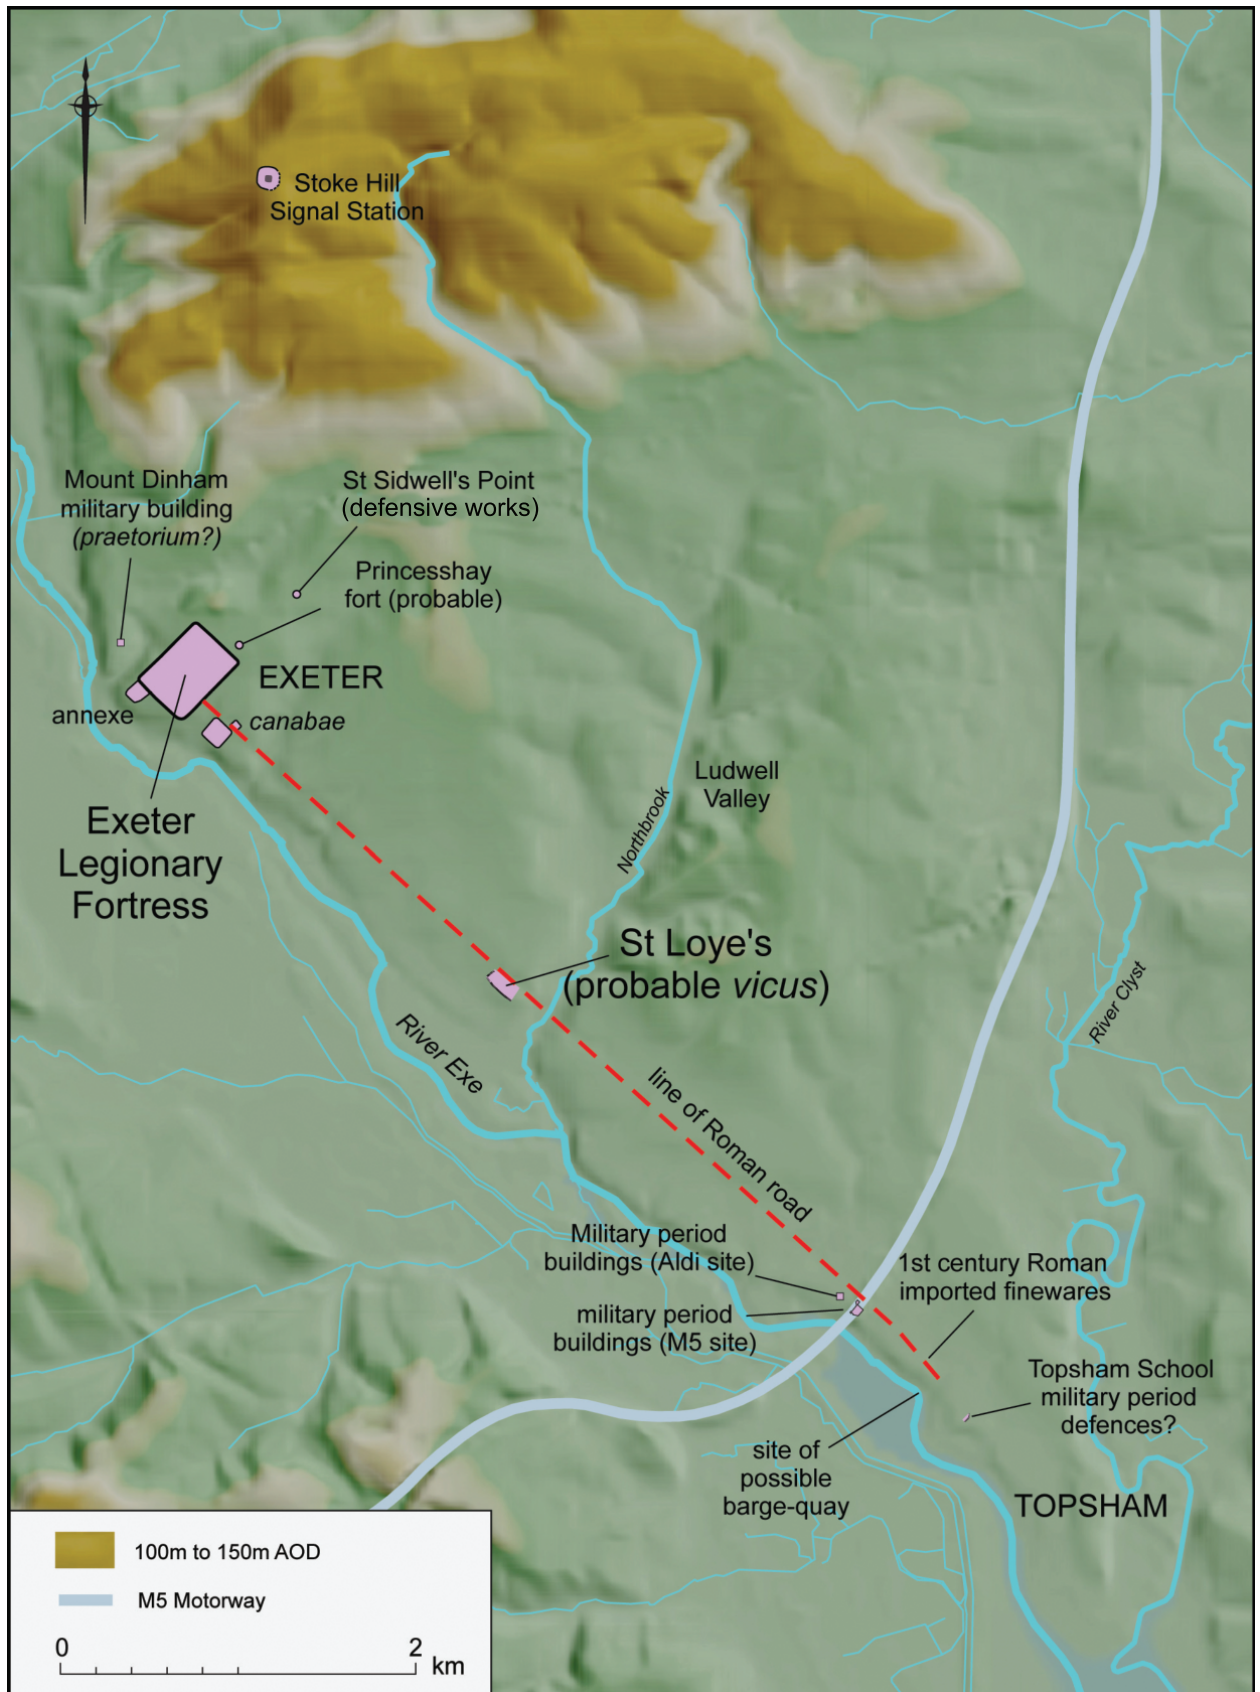 Stoke Hill
Signal Station
Mount Dinham
military building
(praetorium?)
St Sidwell's Point
(defensive works)
Princesshay
fort (probable)
EXETER
annexe
canabae
Exeter
Legionary
Fortress
Ludwell
Valley
Northbrook
St Loye's
(probable vicus)
River Exe
River Clyst
line of Roman road
Military period
buildings (Aldi site)
military period
buildings (M5 site)
1st century Roman
imported finewares
Topsham School
military period
defences?
site of
possible
barge-quay
TOPSHAM
100m to 150m AOD
M5 Motorway
0 2
km